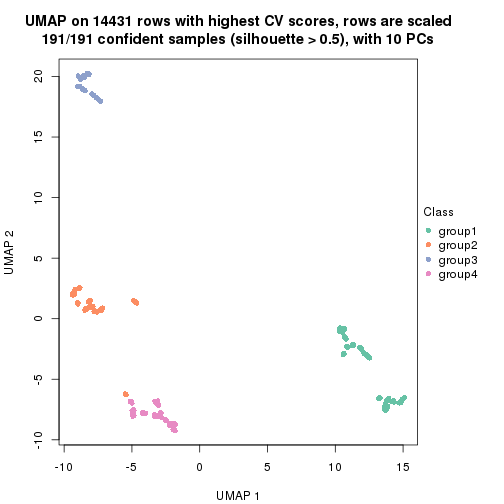 UMAP on 14431 rows with highest CV scores, rows are scaled
191/191 confident samples (silhouette > 0.5), with 10 PCs
20
15
10
5
0
-5
-10
UMAP 2
-10
-5
0
5
10
15
UMAP 1
Class
group1
group2
group3
group4